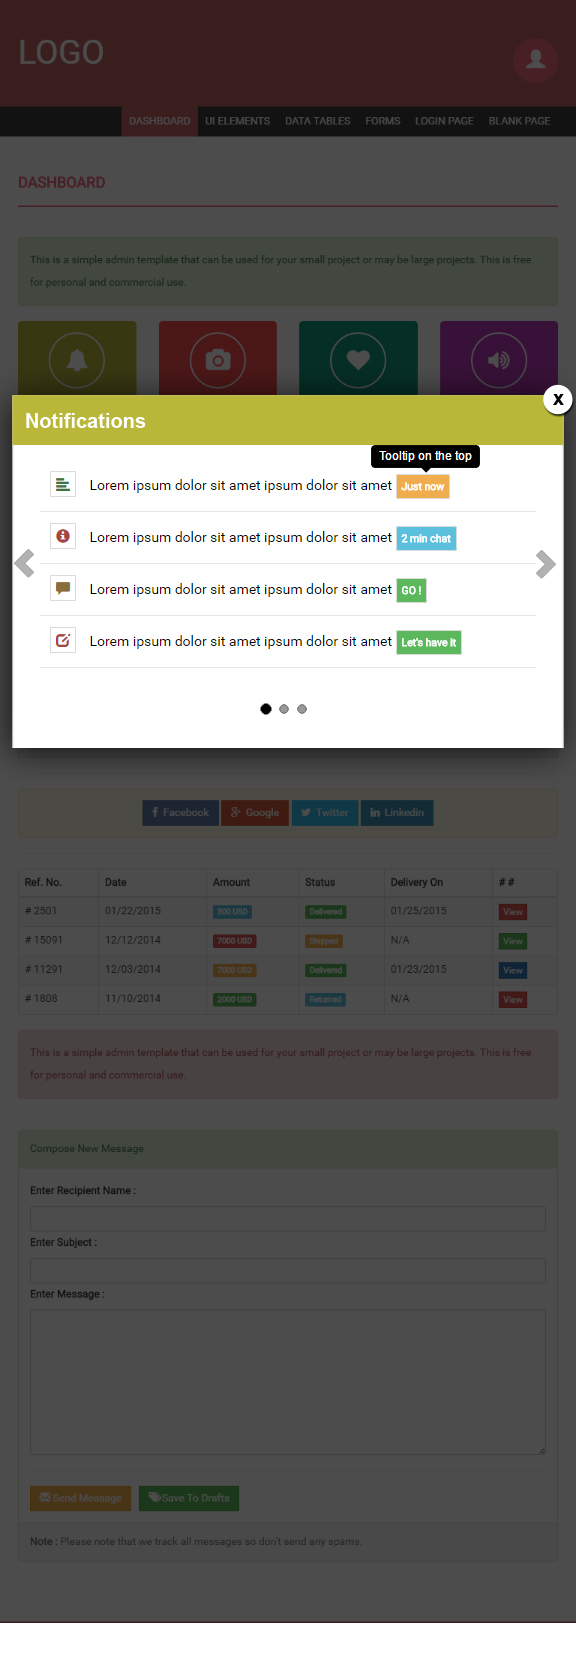 LOGO
DASHBOARD UI ELEMENTS DATA TABLES FORMS LOGIN PAGE BLANK PAGE
DASHBOARD
This is a simple admin template that can be used for your small project or may be large projects. This is free
for personal and commercial use.
X
Notifications
Tooltip on the top
Lorem ipsum dolor sit amet ipsum dolor sit amet Just now
Lorem ipsum dolor sit amet ipsum dolor sit amet 2 min chat
Lorem ipsum dolor sit amet ipsum dolor sit amet GO !
Lorem ipsum dolor sit amet ipsum dolor sit amet Let's have it
Facebook Google Twitter Linkedin
Ref. No. Date Amount Status Delivery On # #
# 2501 01/22/2015 300 USD Delivered 01/25/2015 View
# 15091 12/12/2014 7000 USD Shipped N/A View
# 11291 12/03/2014 7000 USD Delivered 01/23/2015 View
# 1808 11/10/2014 2000 USD Returned N/A View
This is a simple admin template that can be used for your small project or may be large projects. This is free
for personal and commercial use.
Compose New Message
Enter Recipient Name :
Enter Subject :
Enter Message :
Send Message Save To Drafts
Note : Please note that we track all messages so don't send any spams.